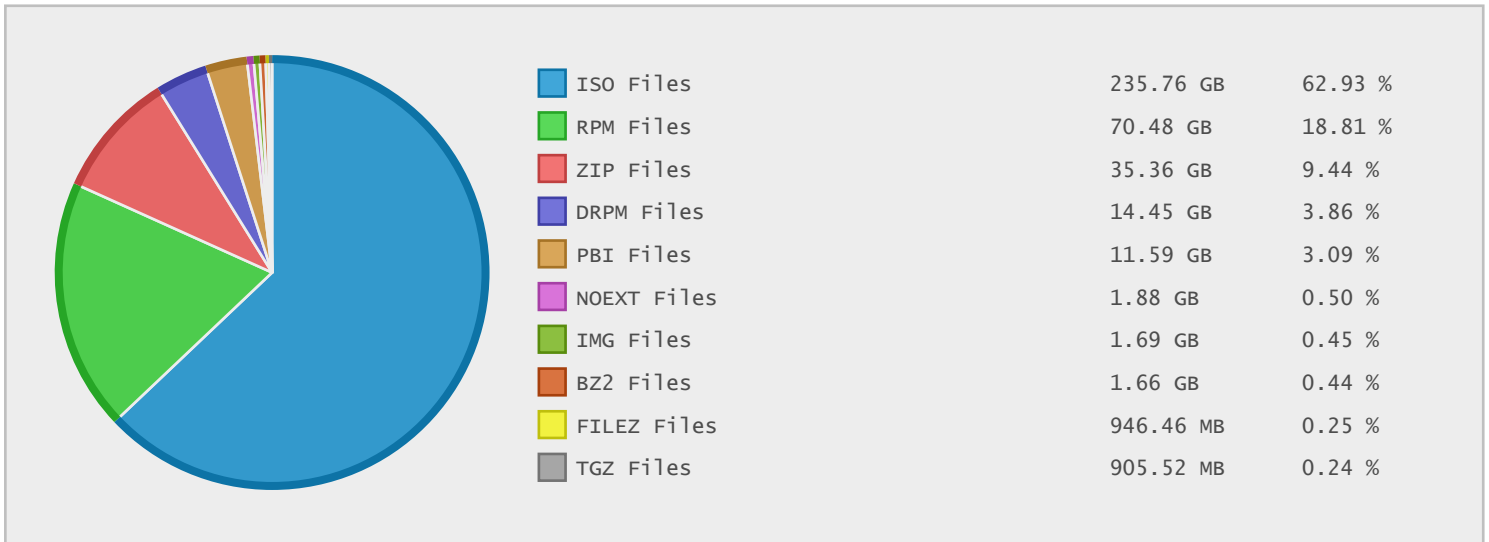 ISO Files 235.76 GB 62.93 %
RPM Files 70.48 GB 18.81 %
ZIP Files 35.36 GB 9.44 %
DRPM Files 14.45 GB 3.86 %
PBI Files 11.59 GB 3.09 %
NOEXT Files 1.88 GB 0.50 %
IMG Files 1.69 GB 0.45 %
BZ2 Files 1.66 GB 0.44 %
FILEZ Files 946.46 MB 0.25 %
TGZ Files 905.52 MB 0.24 %